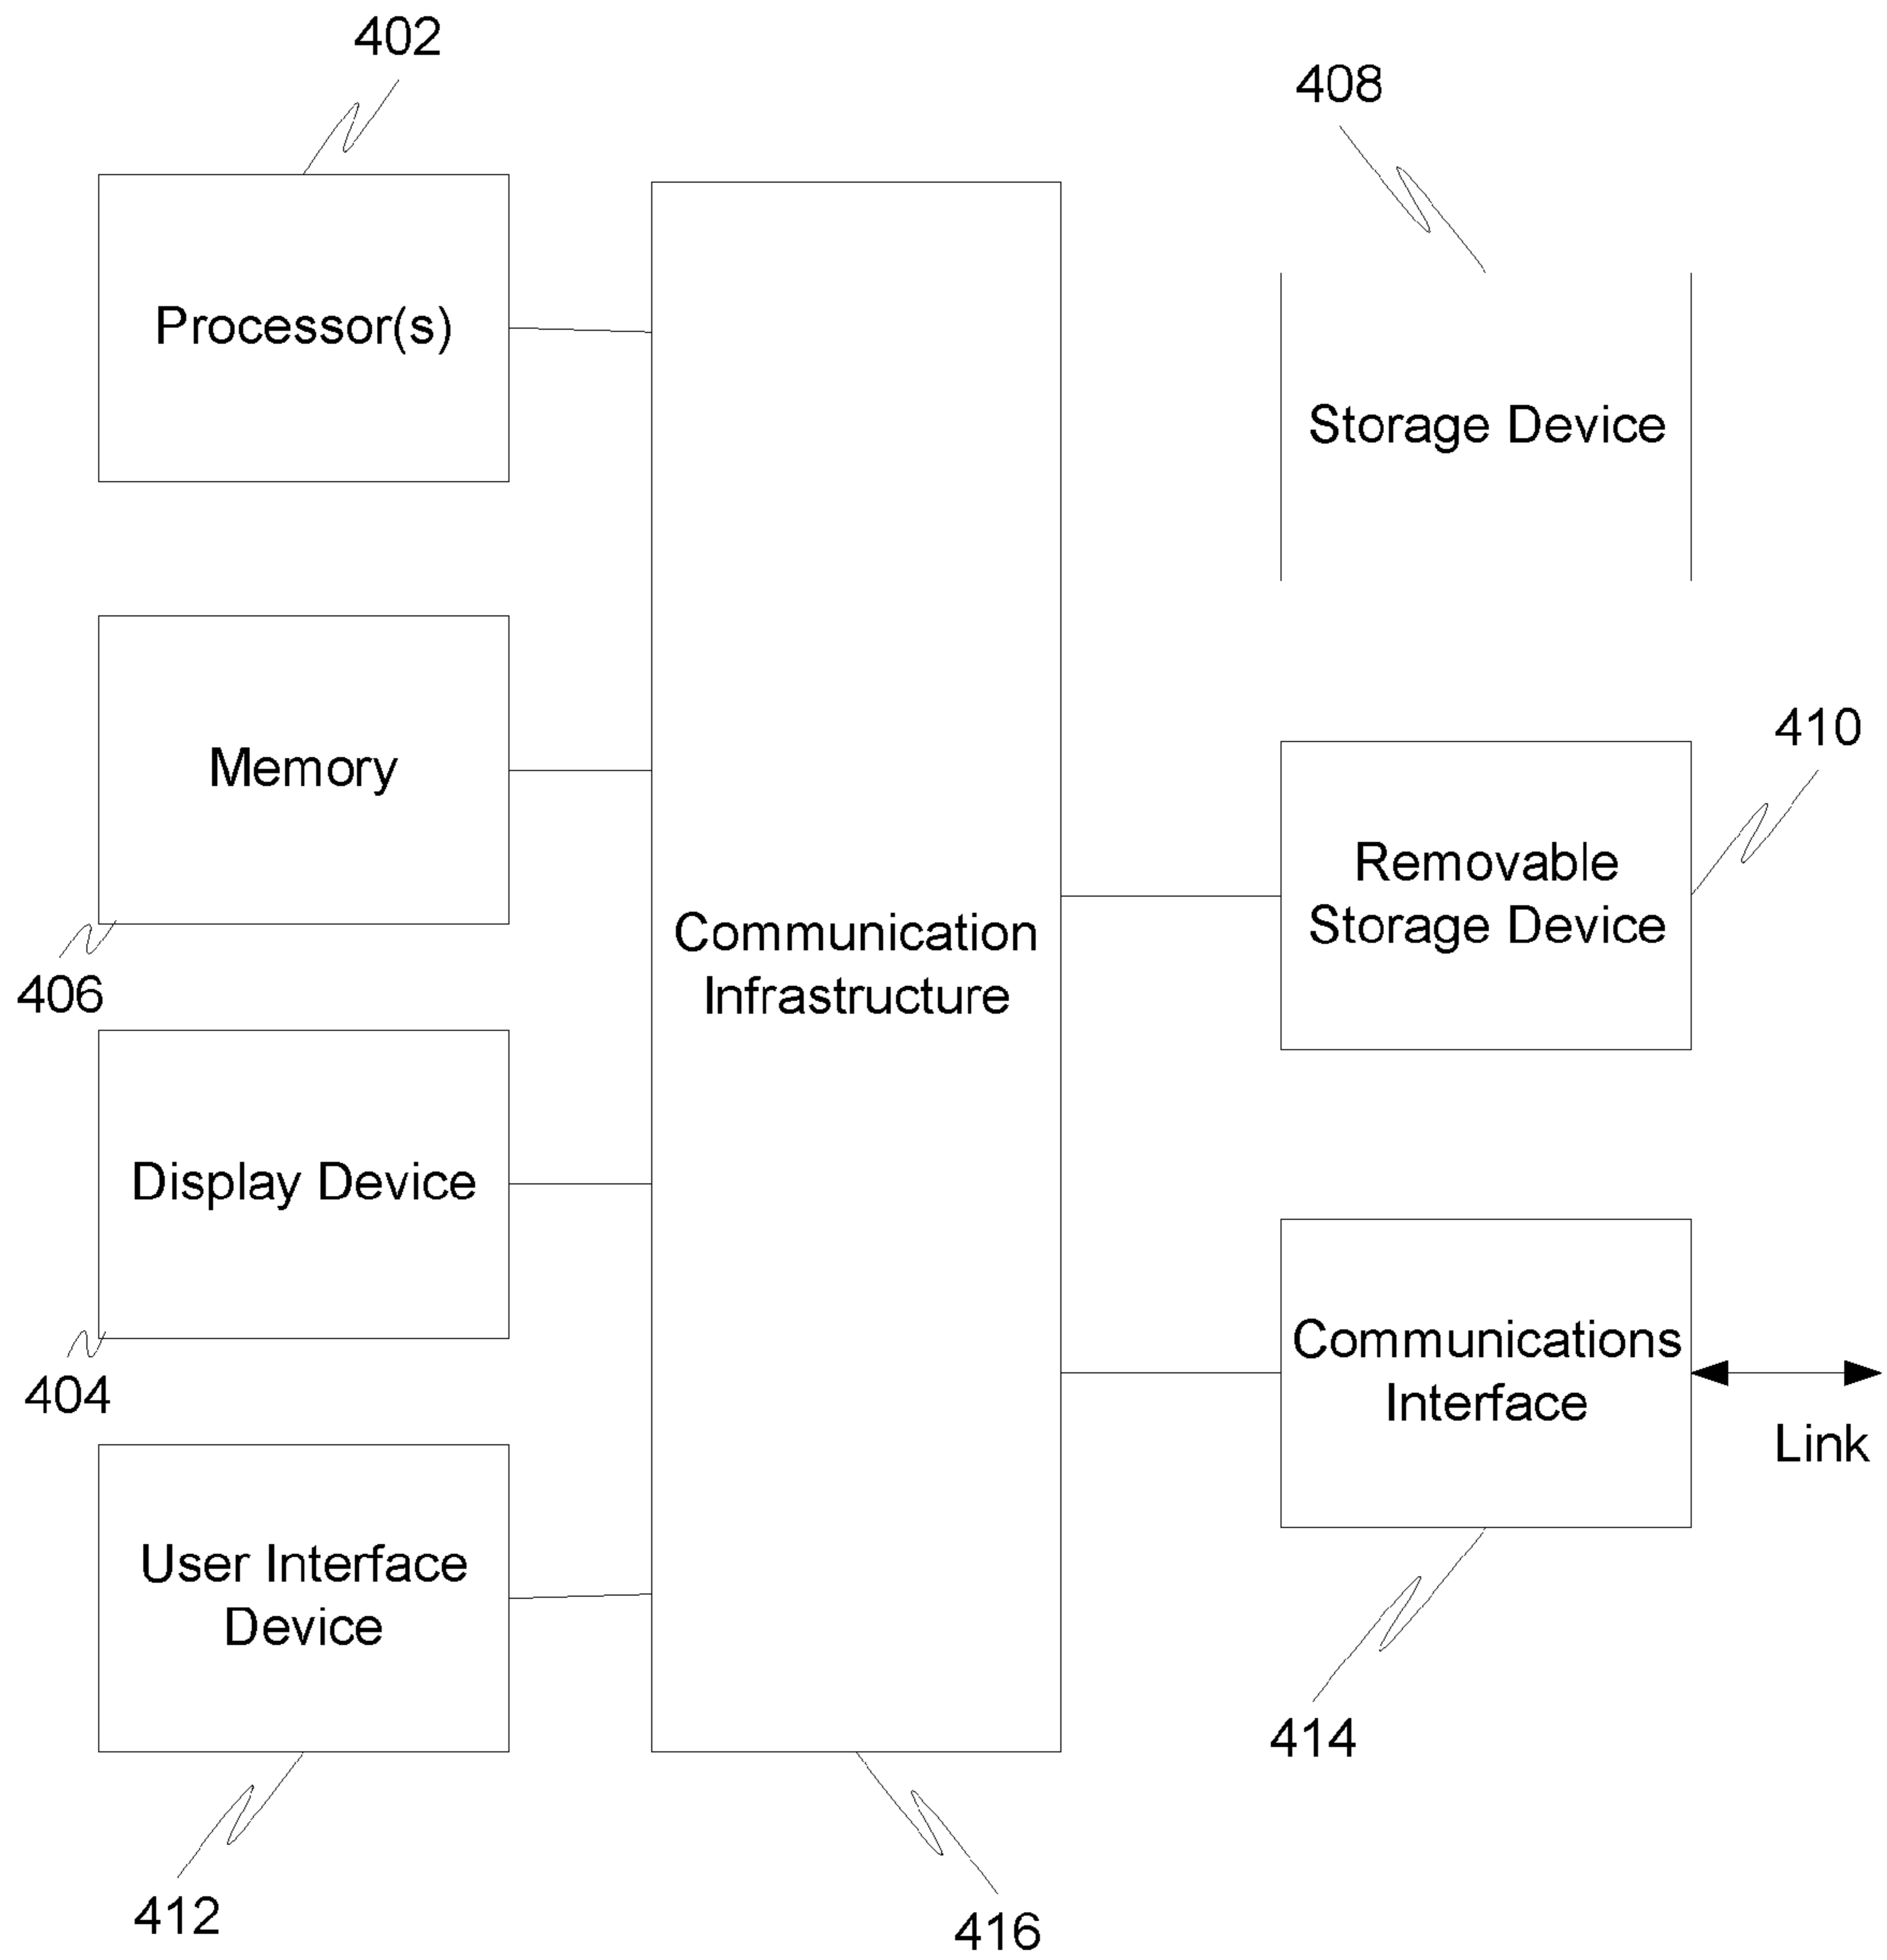 402
408
Processor(s)
Storage Device
410
Memory
Removable
Storage Device
406
Communication
Infrastructure
Display Device
Communications
Interface
404
Link
User Interface
Device
414
412
416